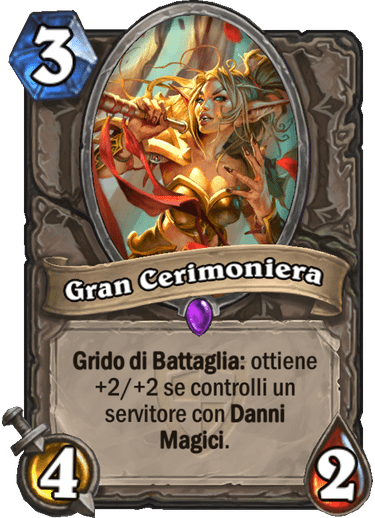 3
Gran Cerimoniera
Grido di Battaglia: ottiene
+2/+2 se controlli un
servitore con Danni
Magici.
4
2